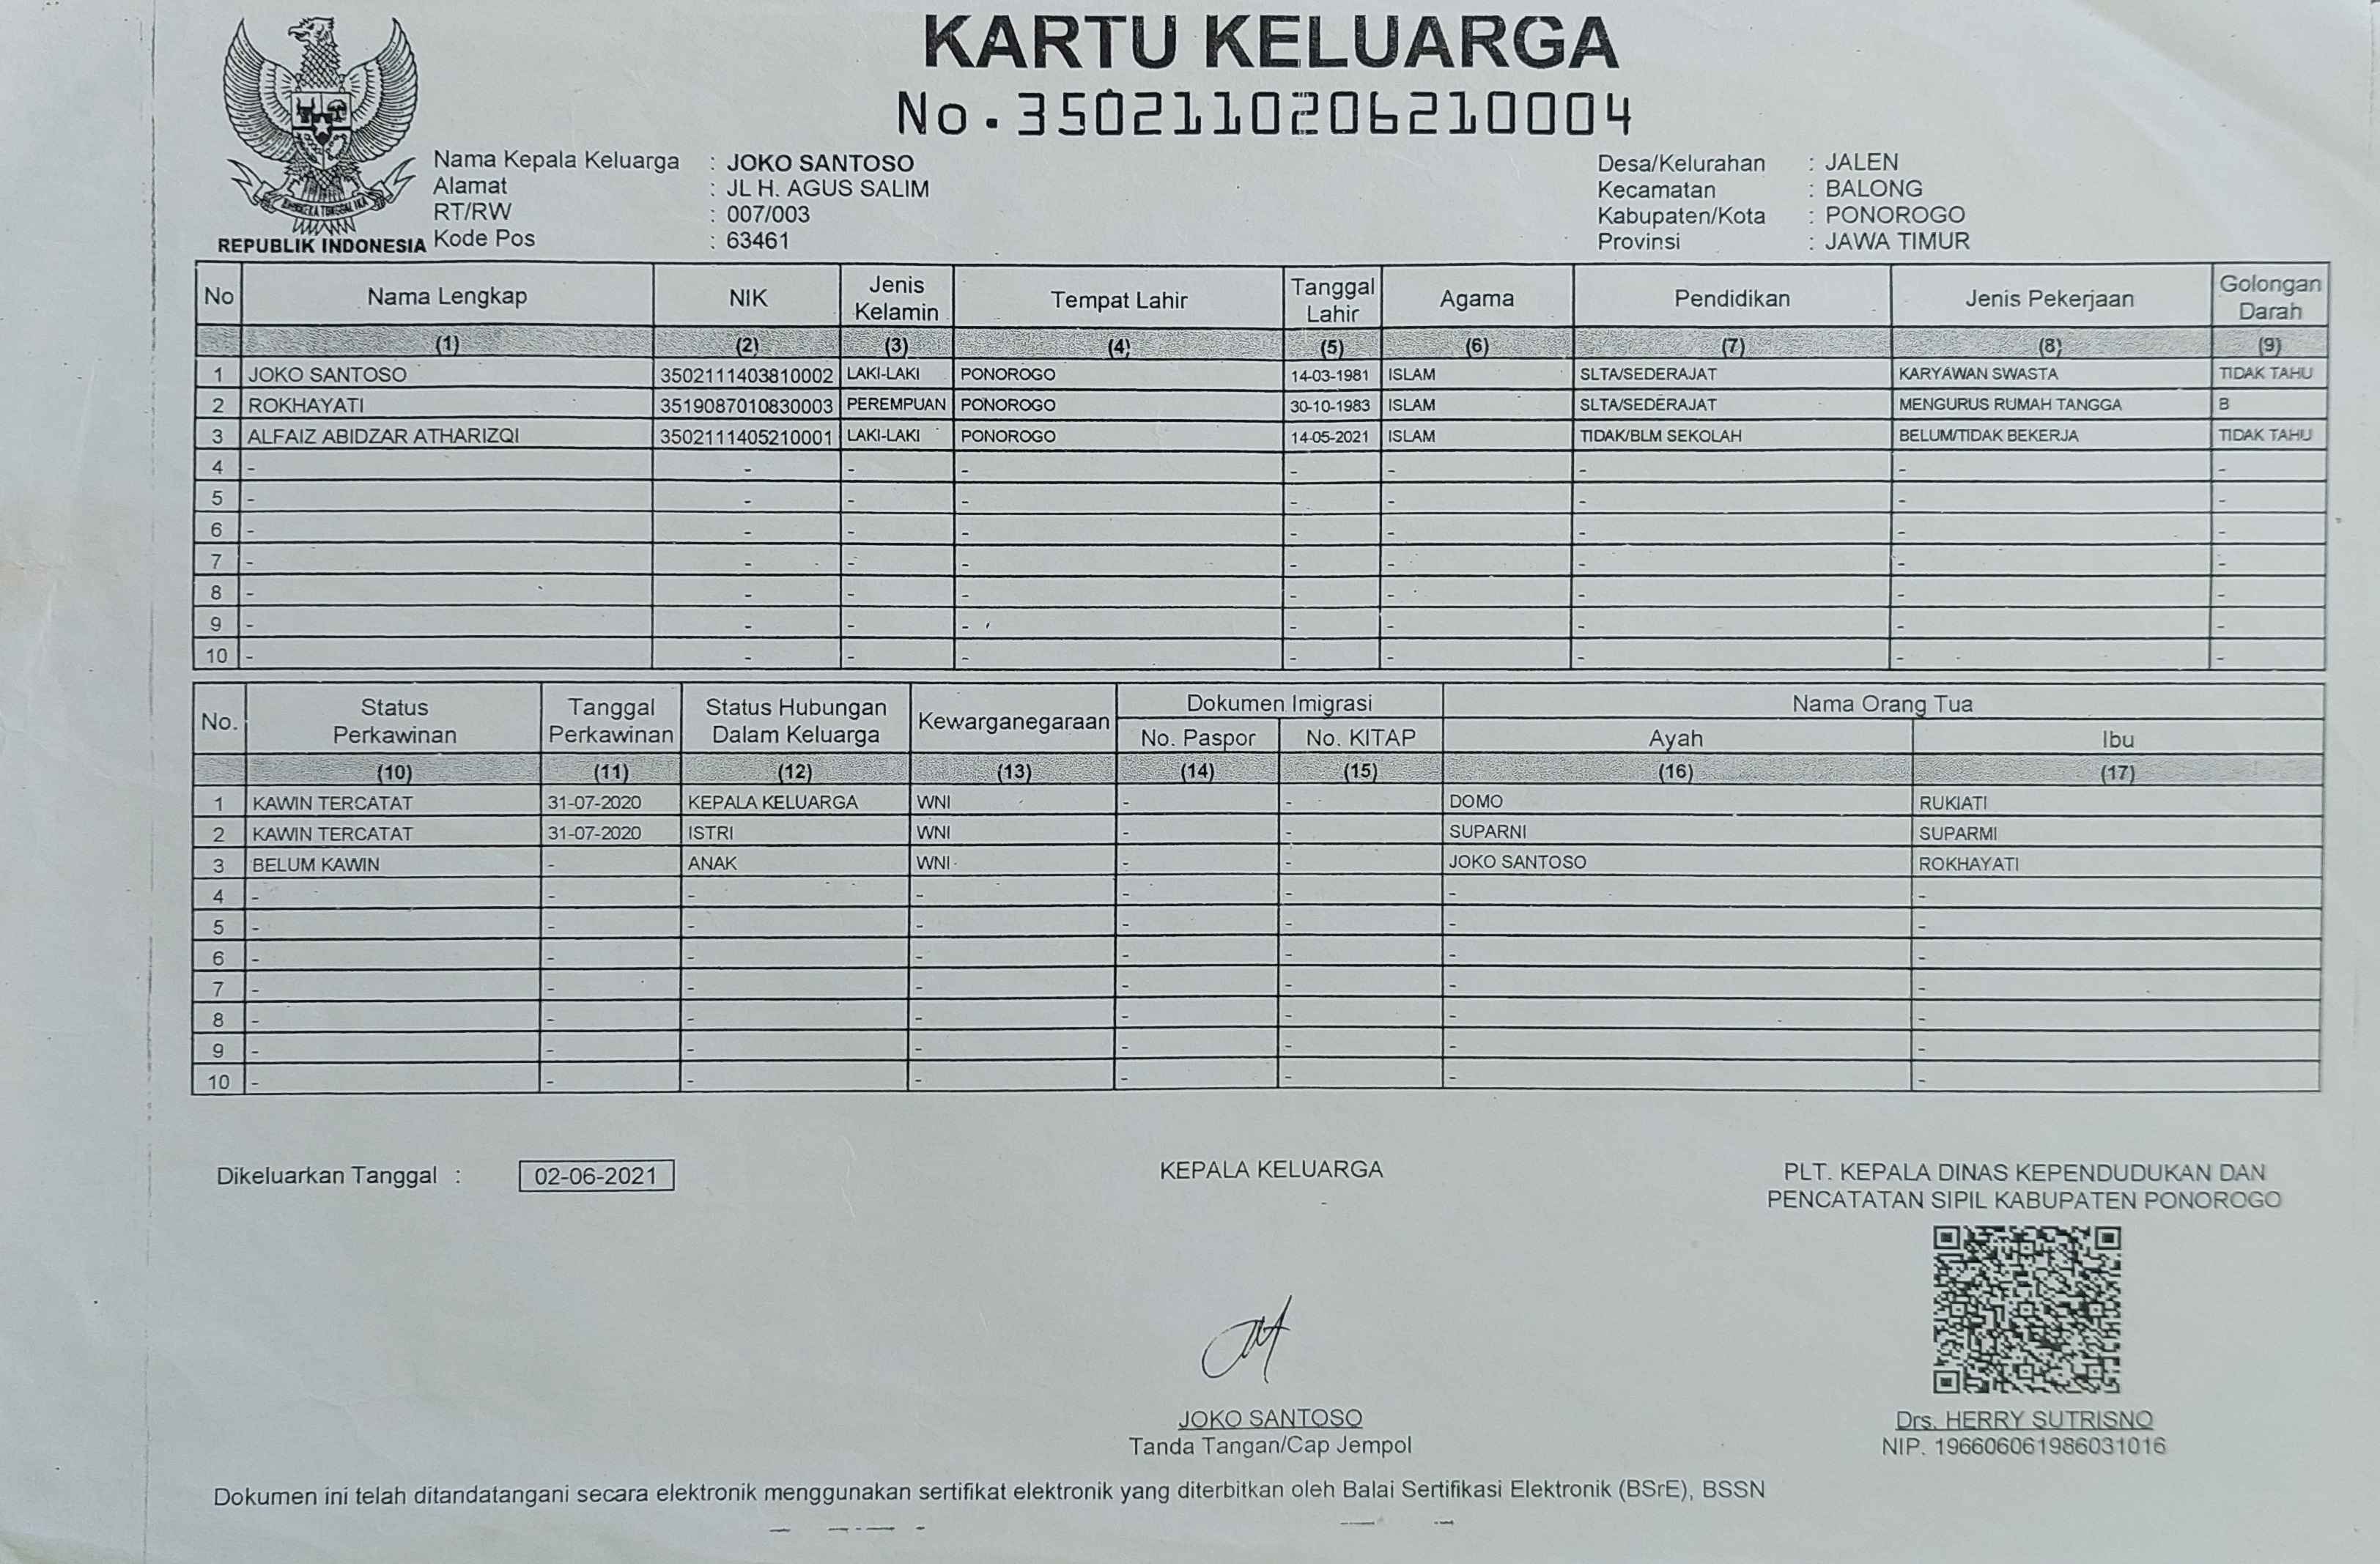 KARTU KELUARGA
No. 3502110206210004
REPUBLIK INDONESIA
Nama Kepala Keluarga : JOKO SANTOSO
Alamat : JL H. AGUS SALIM
RT/RW : 007/003
Kode Pos : 63461
Desa/Kelurahan : JALEN
Kecamatan : BALONG
Kabupaten/Kota : PONOROGO
Provinsi : JAWA TIMUR
No Nama Lengkap NIK Jenis Kelamin Tempat Lahir Tanggal Lahir Agama Pendidikan Jenis Pekerjaan Golongan Darah
(1) (2) (3) (4) (5) (6) (7) (8) (9)
1 JOKO SANTOSO 3502111403810002 LAKI-LAKI PONOROGO 14-03-1981 ISLAM SLTA/SEDERAJAT KARYAWAN SWASTA TIDAK TAHU
2 ROKHAYATI 3519087010830003 PEREMPUAN PONOROGO 30-10-1983 ISLAM SLTA/SEDERAJAT MENGURUS RUMAH TANGGA B
3 ALFAIZ ABIDZAR ATHARIZQI 3502111405210001 LAKI-LAKI PONOROGO 14-05-2021 ISLAM TIDAK/BLM SEKOLAH BELUM/TIDAK BEKERJA TIDAK TAHU
4 - - - - - - - - -
5 - - - - - - - - -
6 - - - - - - - - -
7 - - - - - - - - -
8 - - - - - - - - -
9 - - - - - - - - -
10 - - - - - - - - -
No. Status Perkawinan Tanggal Perkawinan Status Hubungan Dalam Keluarga Kewarganegaraan Dokumen Imigrasi Nama Orang Tua
No. Paspor No. KITAP Ayah Ibu
(10) (11) (12) (13) (14) (15) (16) (17)
1 KAWIN TERCATAT 31-07-2020 KEPALA KELUARGA WNI - - DOMO RUKIATI
2 KAWIN TERCATAT 31-07-2020 ISTRI WNI - - SUPARNI SUPARMI
3 BELUM KAWIN - ANAK WNI - - JOKO SANTOSO ROKHAYATI
4 - - - - - - - -
5 - - - - - - - -
6 - - - - - - - -
7 - - - - - - - -
8 - - - - - - - -
9 - - - - - - - -
10 - - - - - - - -
Dikeluarkan Tanggal : 02-06-2021
KEPALA KELUARGA
JOKO SANTOSO
Tanda Tangan/Cap Jempol
PLT. KEPALA DINAS KEPENDUDUKAN DAN
PENCATATAN SIPIL KABUPATEN PONOROGO
Drs. HERRY SUTRISNO
NIP. 196606061986031016
Dokumen ini telah ditandatangani secara elektronik menggunakan sertifikat elektronik yang diterbitkan oleh Balai Sertifikasi Elektronik (BSrE), BSSN